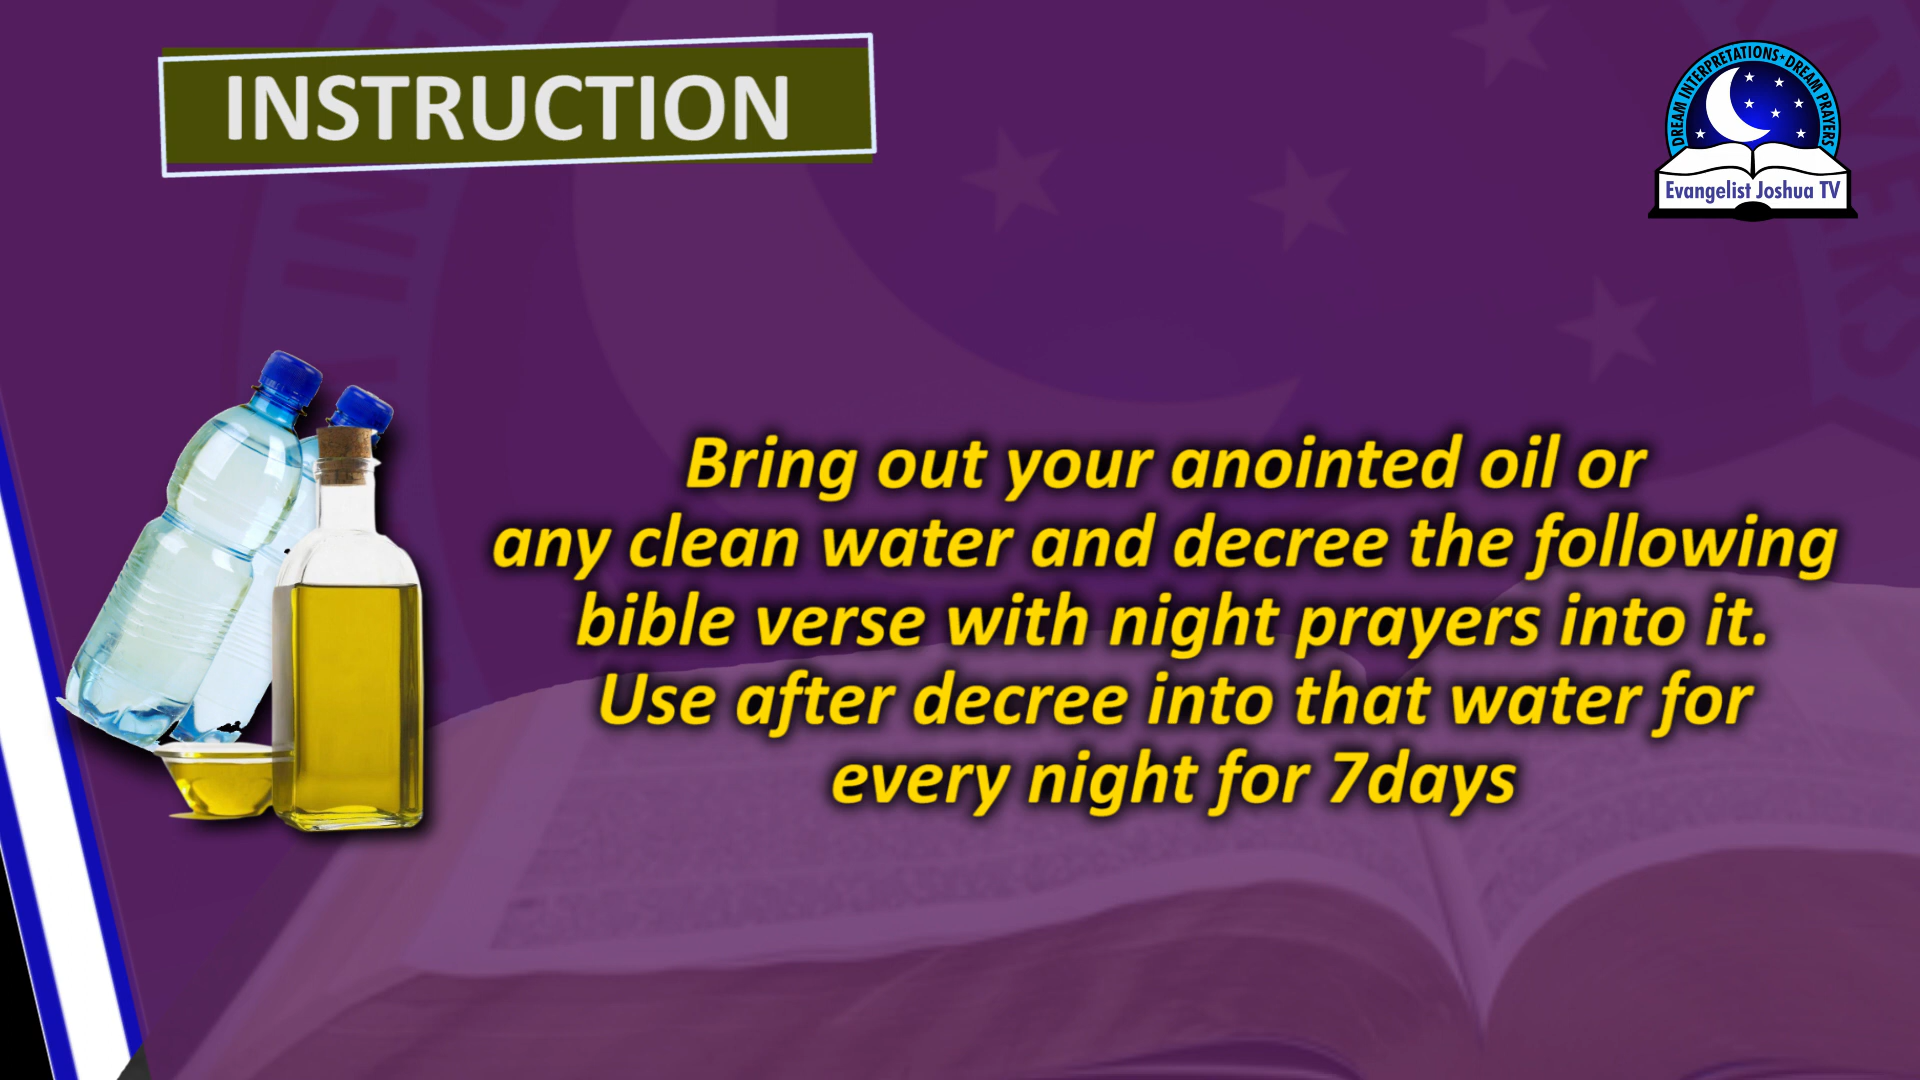 INSTRUCTION
DREAM INTERPRETATIONS★DREAM PRAYERS
Evangelist Joshua TV
Bring out your anointed oil or
any clean water and decree the following
bible verse with night prayers into it.
Use after decree into that water for
every night for 7days